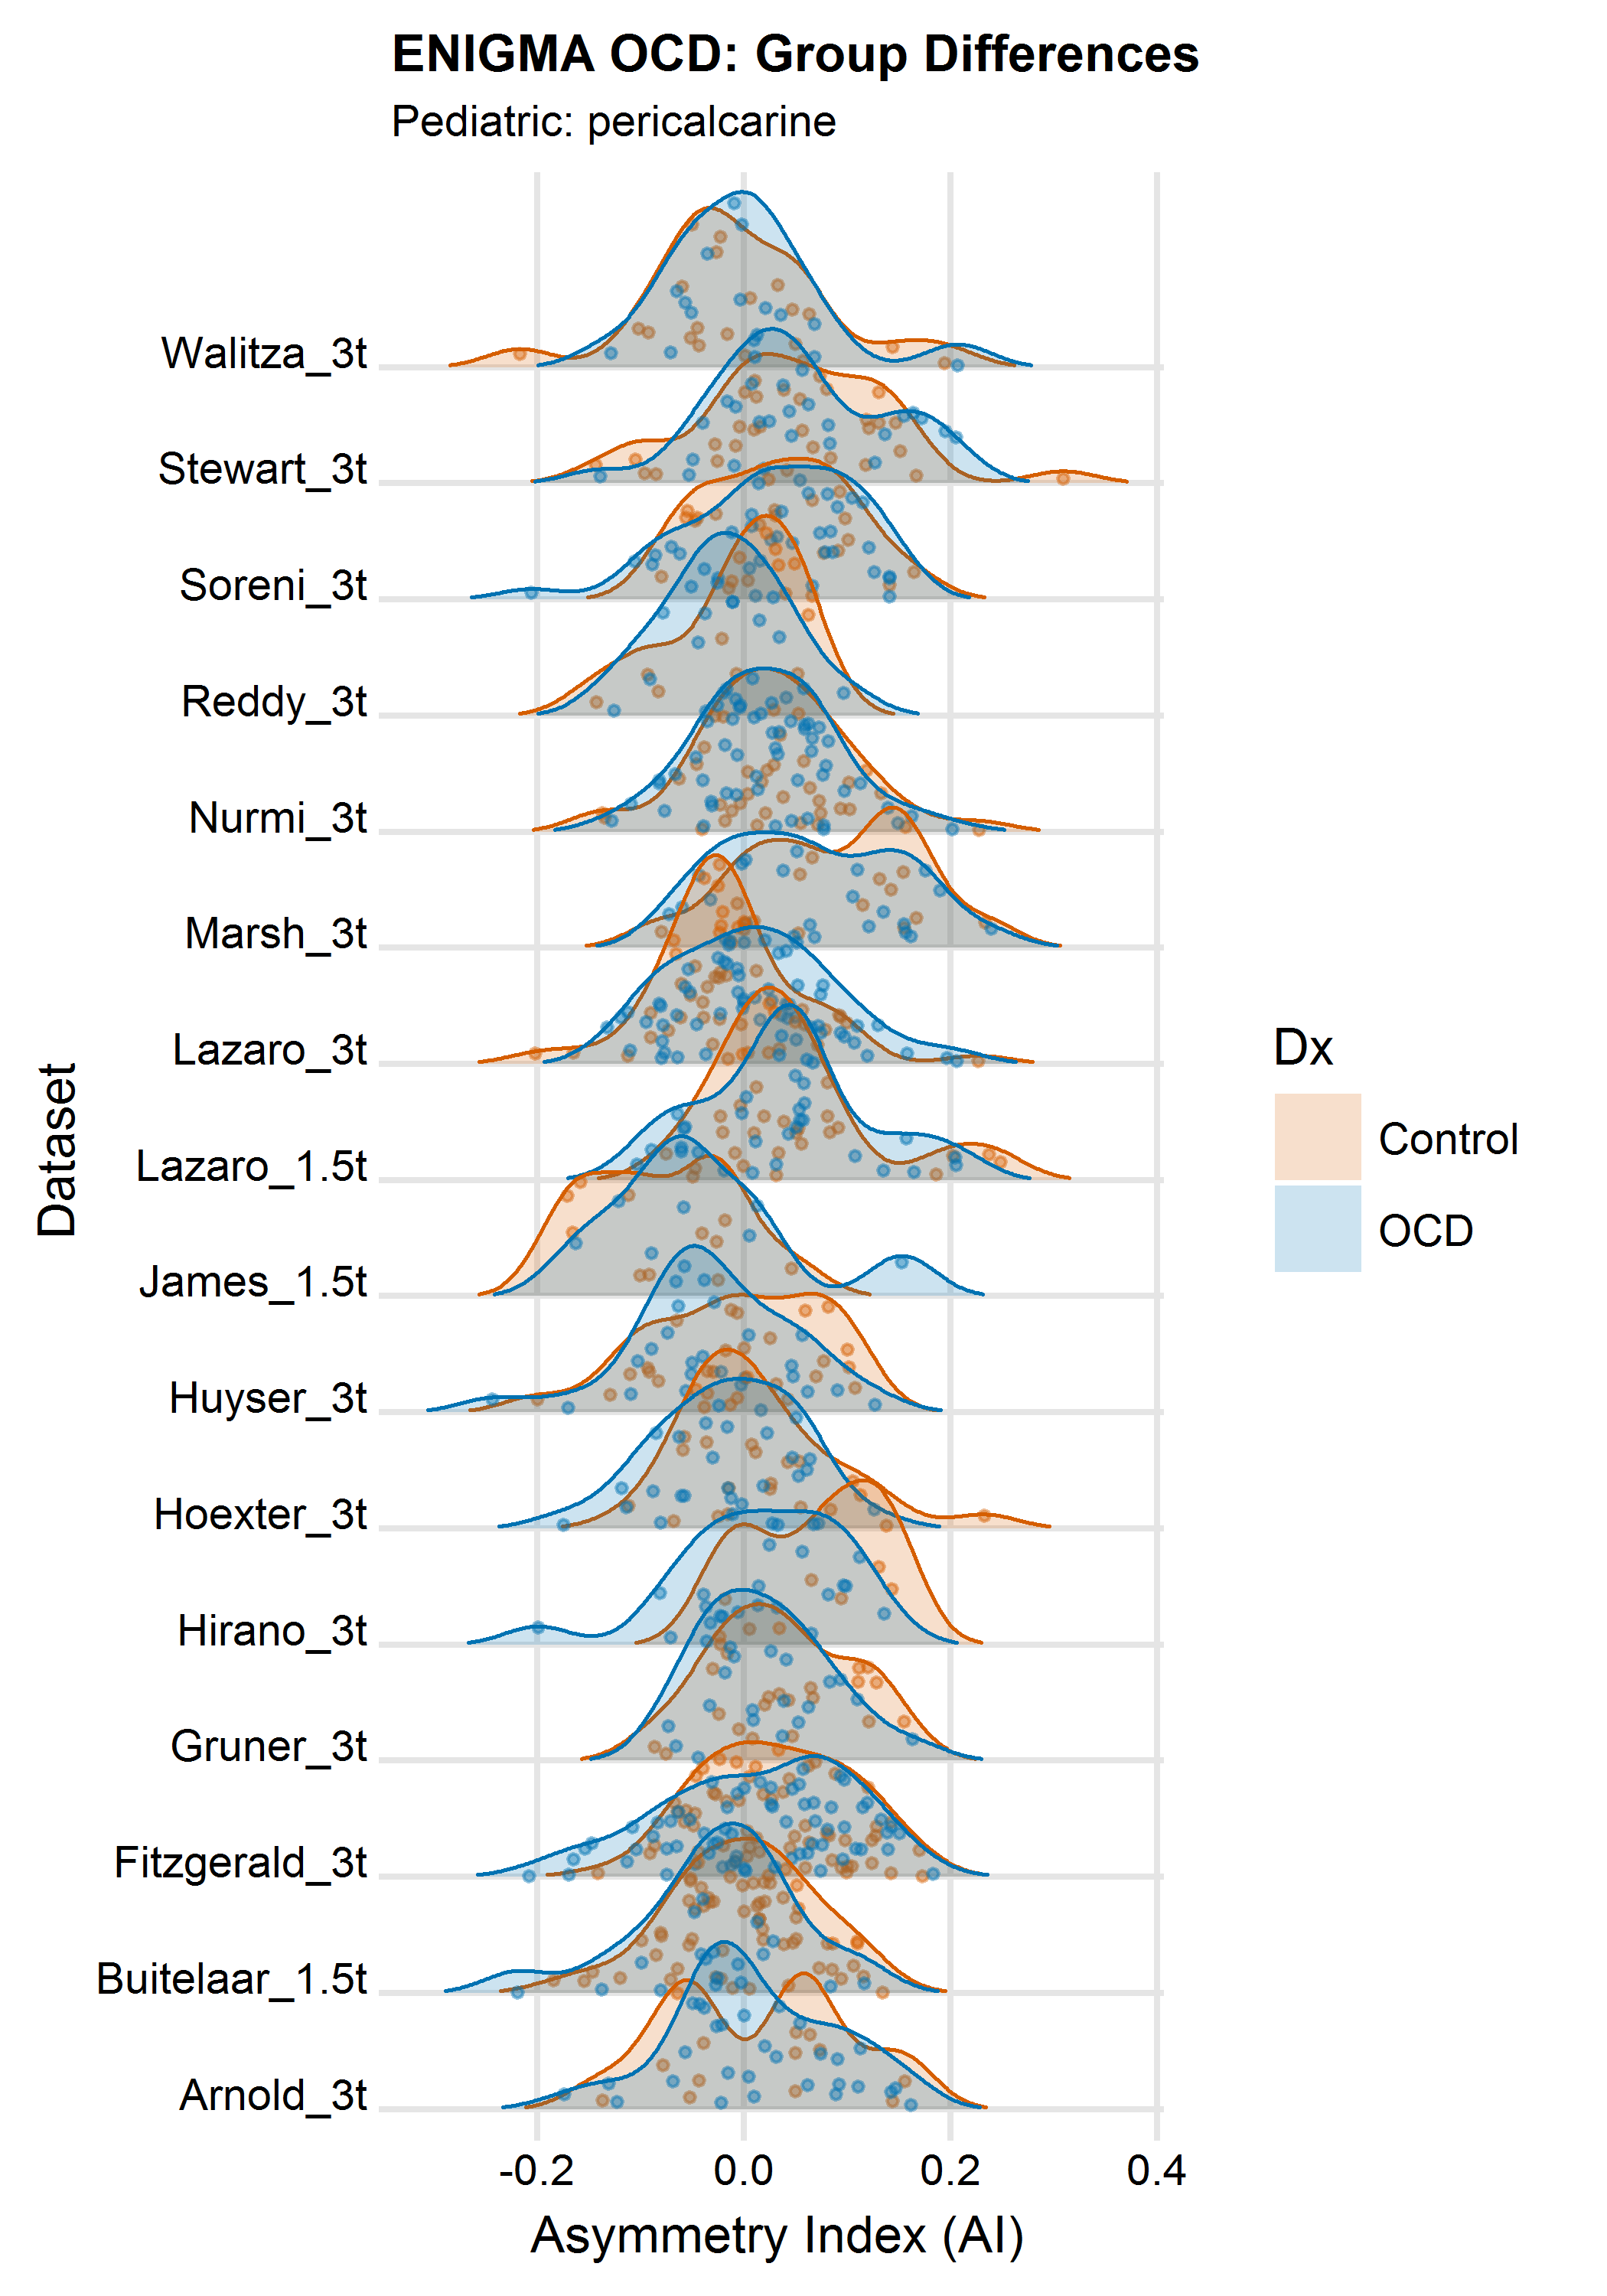 ENIGMA OCD: Group Differences
Pediatric: pericalcarine
Walitza_3t
Stewart_3t
Soreni_3t
Reddy_3t
Nurmi_3t
Marsh_3t
Lazaro_3t
Lazaro_1.5t
James_1.5t
Huyser_3t
Hoexter_3t
Hirano_3t
Gruner_3t
Fitzgerald_3t
Buitelaar_1.5t
Arnold_3t
Dataset
-0.2 0.0 0.2 0.4
Asymmetry Index (AI)
Dx
Control
OCD